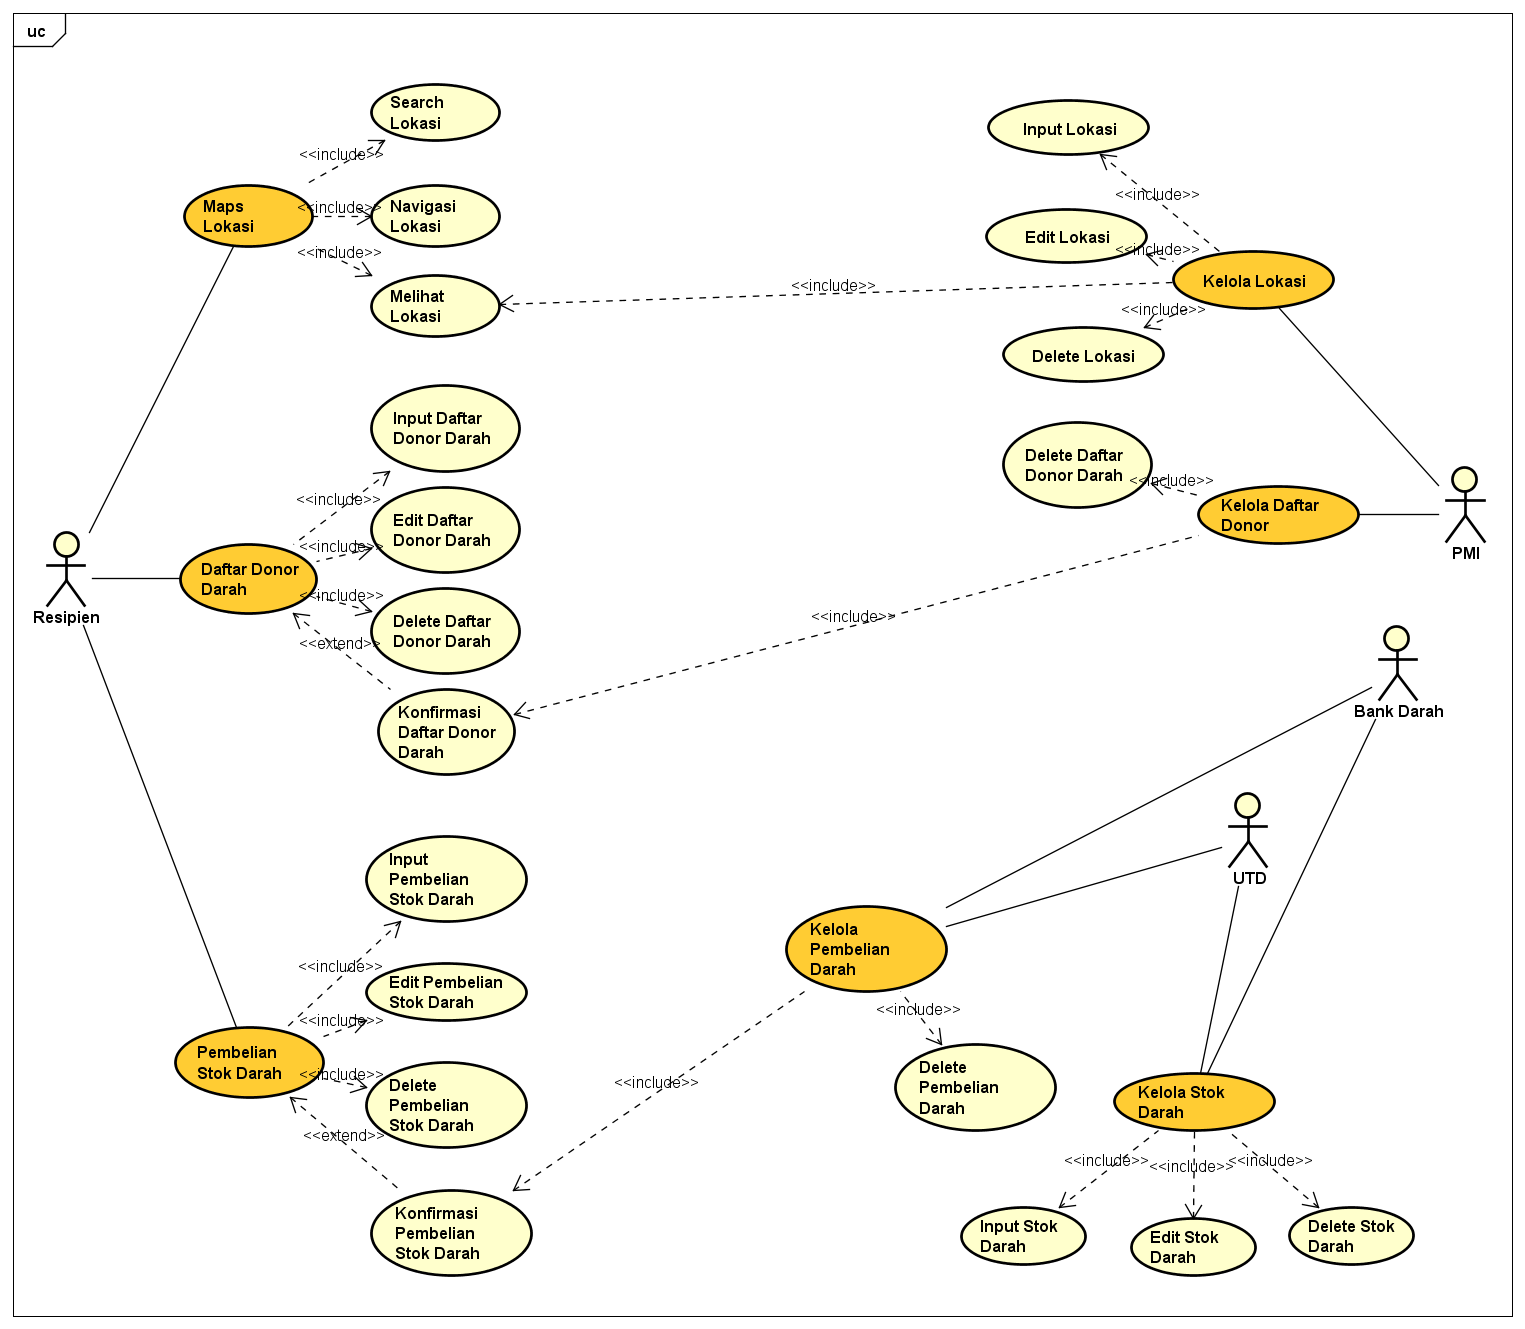 uc
Search
Lokasi
<<include>>
Maps
Lokasi
<<include>>
Navigasi
Lokasi
<<include>>
Melihat
Lokasi
<<include>>
Input Lokasi
<<include>>
Edit Lokasi
<<include>>
Kelola Lokasi
<<include>>
Delete Lokasi
Input Daftar
Donor Darah
<<include>>
Edit Daftar
Donor Darah
<<include>>
Daftar Donor
Darah
<<include>>
Delete Daftar
Donor Darah
<<extend>>
Konfirmasi
Daftar Donor
Darah
Resipien
Delete Daftar
Donor Darah
<<include>>
Kelola Daftar
Donor
PMI
<<include>>
Bank Darah
UTD
Input
Pembelian
Stok Darah
<<include>>
Edit Pembelian
Stok Darah
<<include>>
Pembelian
Stok Darah
<<include>>
Delete
Pembelian
Stok Darah
<<extend>>
Konfirmasi
Pembelian
Stok Darah
Kelola
Pembelian
Darah
<<include>>
Delete
Pembelian
Darah
<<include>>
Kelola Stok
Darah
<<include>>
<<include>>
<<include>>
Input Stok
Darah
Edit Stok
Darah
Delete Stok
Darah